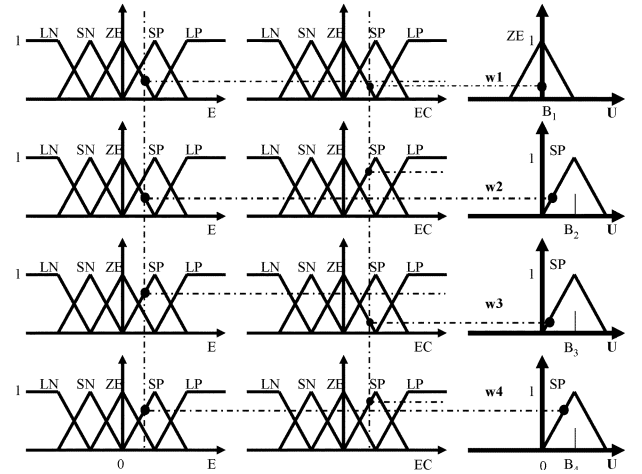 LN SN ZE SP LP LN SN ZE SP LP ZE
1 1
w1
E EC B1 U
LN SN ZE SP LP LN SN ZE SP LP SP
1 1
w2
E EC B2 U
LN SN ZE SP LP LN SN ZE SP LP SP
1 1
w3
E EC B3 U
LN SN ZE SP LP LN SN ZE SP LP w4 SP
1 1
0 E EC 0 B4 U